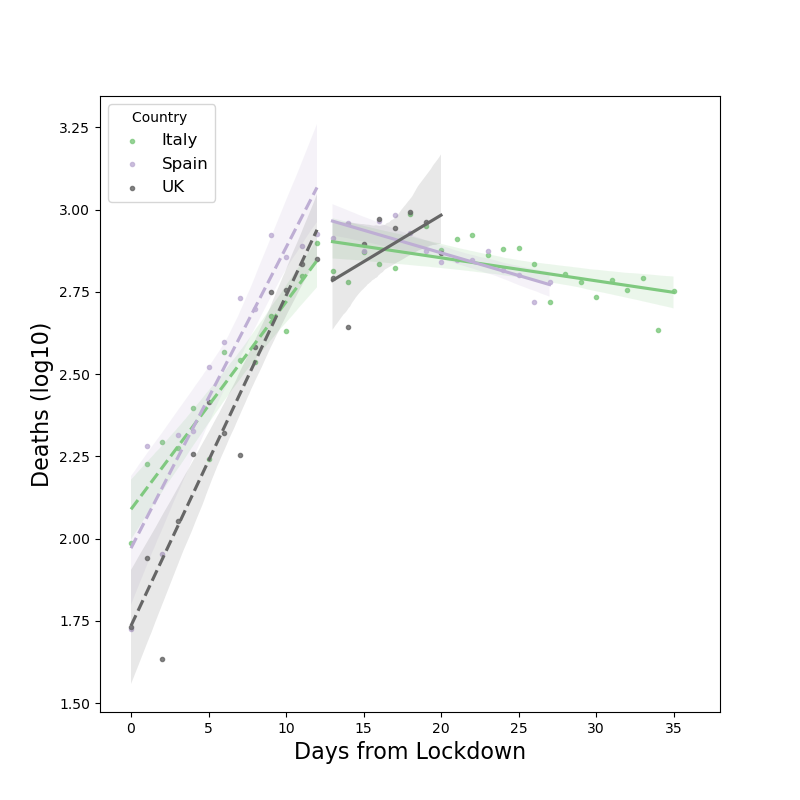 3.25
3.00
2.75
2.50
2.25
2.00
1.75
1.50
Deaths (log10)
Country
Italy
Spain
UK
0 5 10 15 20 25 30 35
Days from Lockdown